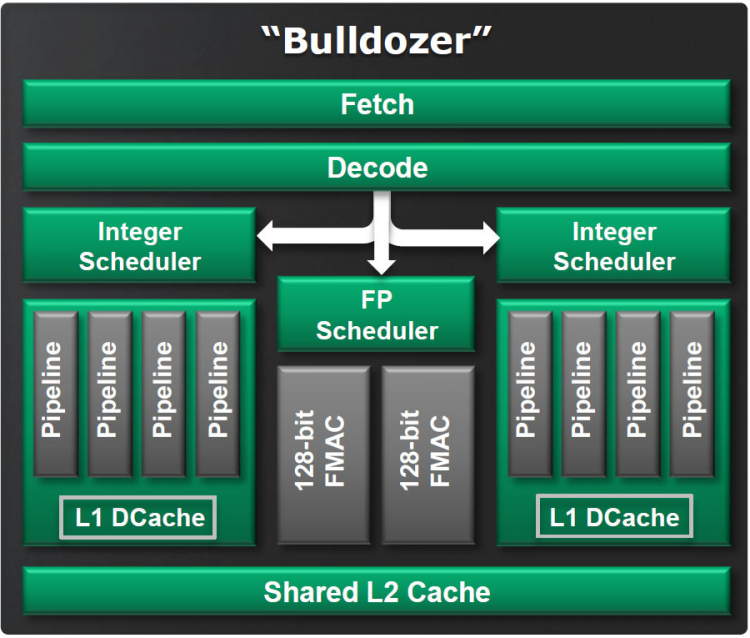 “Bulldozer”
Fetch
Decode
Integer
Scheduler
Integer
Scheduler
FP
Scheduler
Pipeline
Pipeline
Pipeline
Pipeline
L1 DCache
128-bit
FMAC
128-bit
FMAC
Pipeline
Pipeline
Pipeline
Pipeline
L1 DCache
Shared L2 Cache